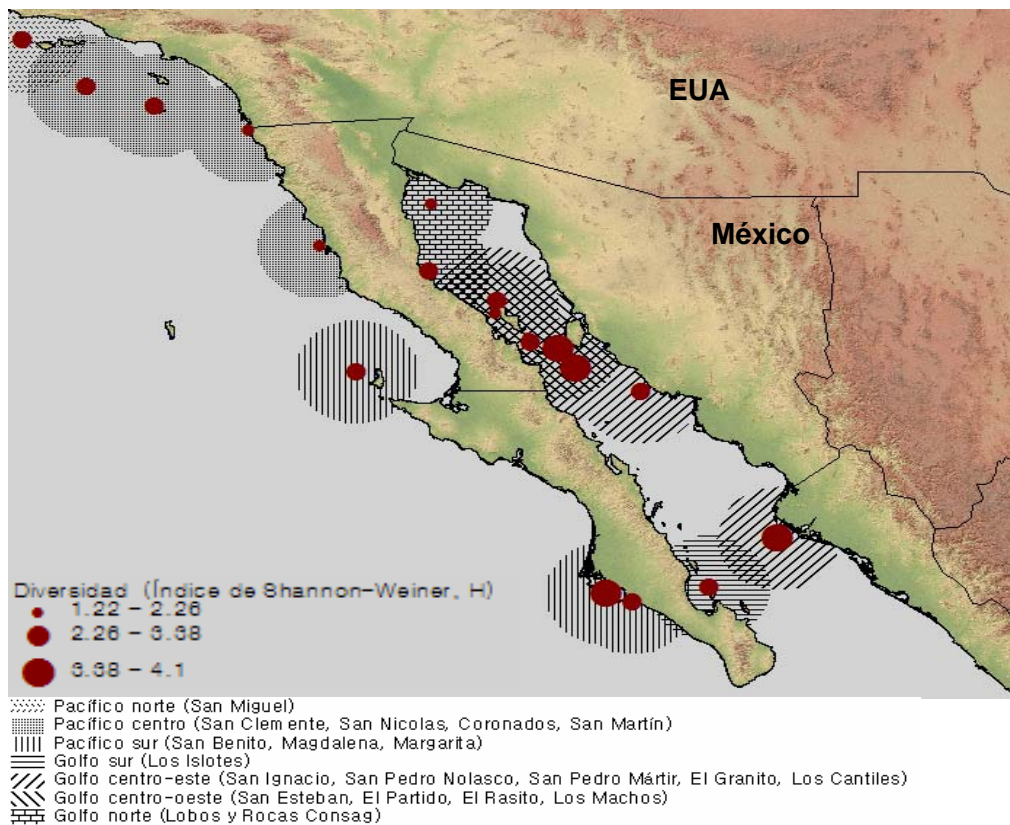 EUA
México
Diversidad (Índice de Shannon-Weiner, H)
1.22 - 2.26
2.26 - 3.38
3.38 - 4.1
Pacífico norte (San Miguel)
Pacífico centro (San Clemente, San Nicolas, Coronados, San Martín)
Pacífico sur (San Benito, Magdalena, Margarita)
Golfo sur (Los Islotes)
Golfo centro-este (San Ignacio, San Pedro Nolasco, San Pedro Mártir, El Granito, Los Cantiles)
Golfo centro-oeste (San Esteban, El Partido, El Rasito, Los Machos)
Golfo norte (Lobos y Rocas Consag)